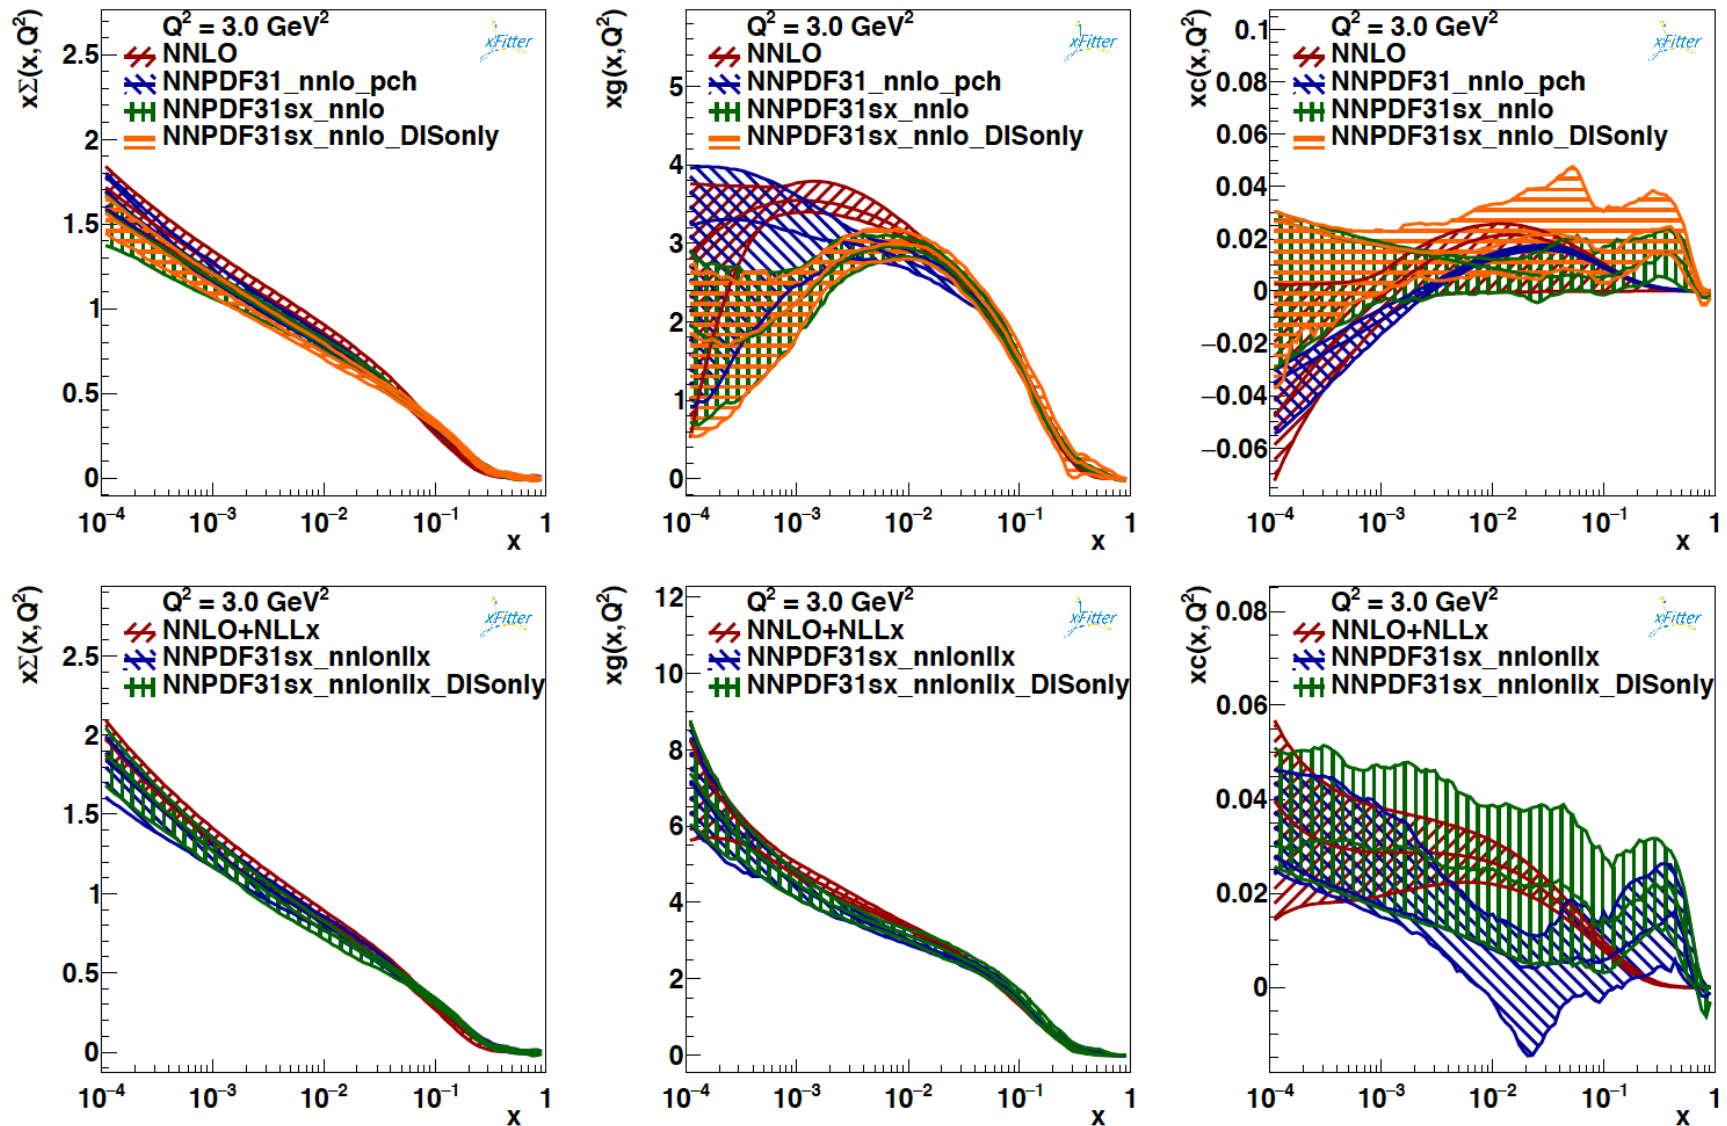 xΣ(x,Q²)
Q² = 3.0 GeV²
NNLO
NNPDF31_nnlo_pch
NNPDF31sx_nnlo
NNPDF31sx_nnlo_DISonly
xFitter
2.5
2
1.5
1
0.5
0
10⁻⁴ 10⁻³ 10⁻² 10⁻¹ 1
x
xg(x,Q²)
Q² = 3.0 GeV²
NNLO
NNPDF31_nnlo_pch
NNPDF31sx_nnlo
NNPDF31sx_nnlo_DISonly
xFitter
5
4
3
2
1
0
10⁻⁴ 10⁻³ 10⁻² 10⁻¹ 1
x
xc(x,Q²)
Q² = 3.0 GeV²
NNLO
NNPDF31_nnlo_pch
NNPDF31sx_nnlo
NNPDF31sx_nnlo_DISonly
xFitter
0.1
0.08
0.06
0.04
0.02
0
−0.02
−0.04
−0.06
10⁻⁴ 10⁻³ 10⁻² 10⁻¹ 1
x
xΣ(x,Q²)
Q² = 3.0 GeV²
NNLO+NLLx
NNPDF31sx_nnlonllx
NNPDF31sx_nnlonllx_DISonly
xFitter
2.5
2
1.5
1
0.5
0
10⁻⁴ 10⁻³ 10⁻² 10⁻¹ 1
x
xg(x,Q²)
Q² = 3.0 GeV²
NNLO+NLLx
NNPDF31sx_nnlonllx
NNPDF31sx_nnlonllx_DISonly
xFitter
12
10
8
6
4
2
0
10⁻⁴ 10⁻³ 10⁻² 10⁻¹ 1
x
xc(x,Q²)
Q² = 3.0 GeV²
NNLO+NLLx
NNPDF31sx_nnlonllx
NNPDF31sx_nnlonllx_DISonly
xFitter
0.08
0.06
0.04
0.02
0
10⁻⁴ 10⁻³ 10⁻² 10⁻¹ 1
x